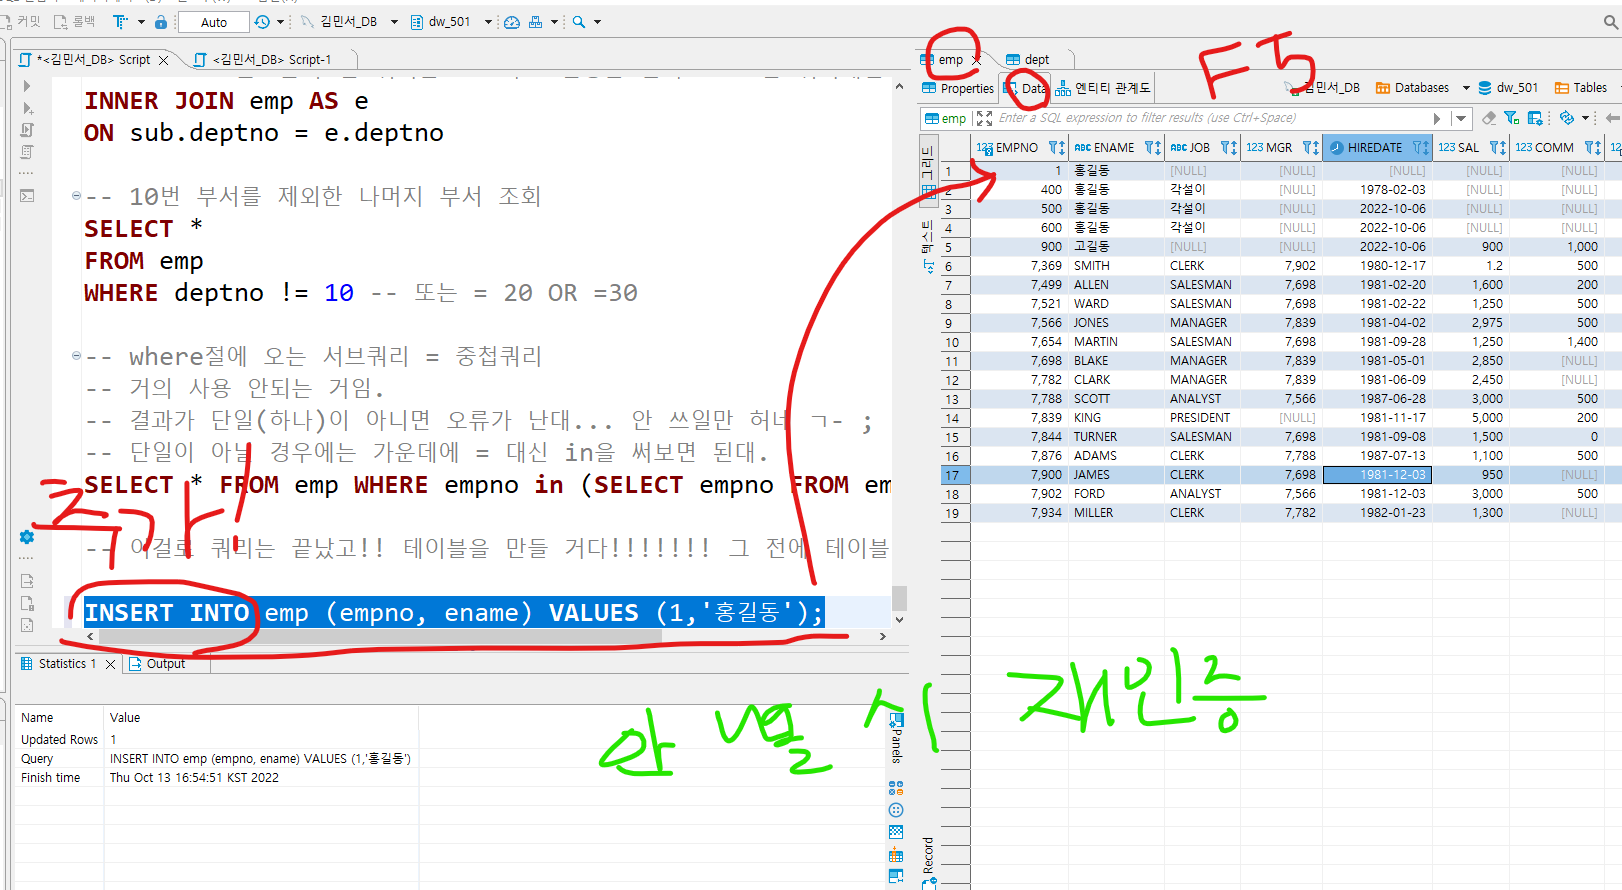 커밋 롤백 Auto 김민서_DB dw_501
*<김민서_DB> Script <김민서_DB> Script-1
INNER JOIN emp AS e
ON sub.deptno = e.deptno
-- 10번 부서를 제외한 나머지 부서 조회
SELECT *
FROM emp
WHERE deptno != 10 -- 또는 = 20 OR =30
-- where절에 오는 서브쿼리 = 중첩쿼리
-- 거의 사용 안되는 거임.
-- 결과가 단일(하나)이 아니면 오류가 난대... 안 쓰일만 허네 ㄱ- ;
-- 단일이 아닐 경우에는 가운데에 = 대신 in을 써보면 된대.
SELECT * FROM emp WHERE empno in (SELECT empno FROM em
추가!
-- 이걸로 쿼리는 끝났고!! 테이블을 만들 거다!!!!!!! 그 전에 테이블
INSERT INTO emp (empno, ename) VALUES (1,'홍길동');
Statistics 1 Output
Name Value
Updated Rows 1
Query INSERT INTO emp (empno, ename) VALUES (1,'홍길동')
Finish time Thu Oct 13 16:54:51 KST 2022
emp dept
F5
Properties Data 엔티티 관계도 김민서_DB Databases dw_501 Tables
emp Enter a SQL expression to filter results (use Ctrl+Space)
그리드
텍스트
123 EMPNO ABC ENAME ABC JOB 123 MGR HIREDATE 123 SAL 123 COMM
1 1 홍길동 [NULL] [NULL] [NULL] [NULL] [NULL]
2 400 홍길동 각설이 [NULL] 1978-02-03 [NULL] [NULL]
3 500 홍길동 각설이 [NULL] 2022-10-06 [NULL] [NULL]
4 600 홍길동 각설이 [NULL] 2022-10-06 [NULL] [NULL]
5 900 고길동 [NULL] [NULL] 2022-10-06 900 1,000
6 7,369 SMITH CLERK 7,902 1980-12-17 1.2 500
7 7,499 ALLEN SALESMAN 7,698 1981-02-20 1,600 200
8 7,521 WARD SALESMAN 7,698 1981-02-22 1,250 500
9 7,566 JONES MANAGER 7,839 1981-04-02 2,975 500
10 7,654 MARTIN SALESMAN 7,698 1981-09-28 1,250 1,400
11 7,698 BLAKE MANAGER 7,839 1981-05-01 2,850 [NULL]
12 7,782 CLARK MANAGER 7,839 1981-06-09 2,450 [NULL]
13 7,788 SCOTT ANALYST 7,566 1987-06-28 3,000 500
14 7,839 KING PRESIDENT [NULL] 1981-11-17 5,000 200
15 7,844 TURNER SALESMAN 7,698 1981-09-08 1,500 0
16 7,876 ADAMS CLERK 7,788 1987-07-13 1,100 500
17 7,900 JAMES CLERK 7,698 1981-12-03 950 [NULL]
18 7,902 FORD ANALYST 7,566 1981-12-03 3,000 500
19 7,934 MILLER CLERK 7,782 1982-01-23 1,300 [NULL]
안 될 시 재인증
Panels
Record